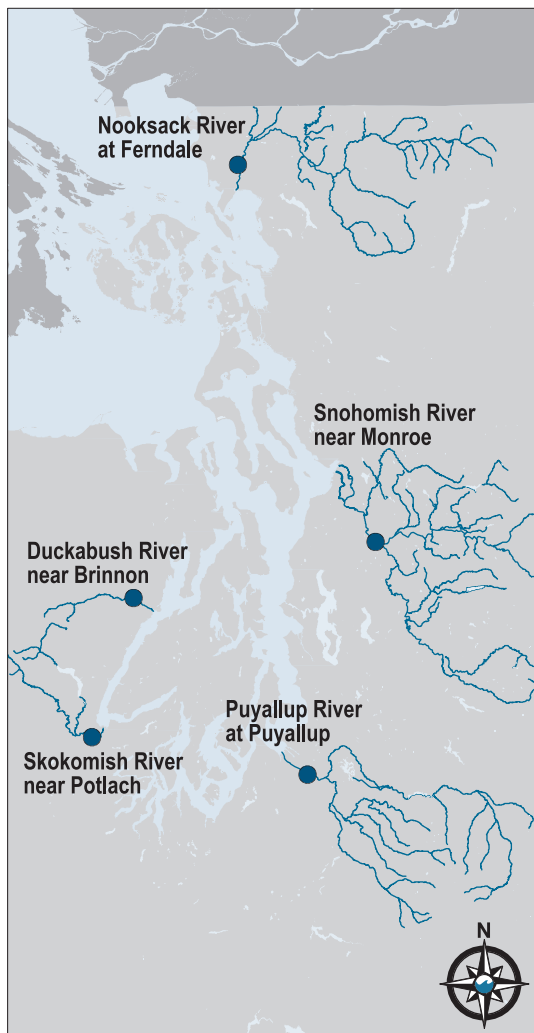 Nooksack River
at Ferndale
Snohomish River
near Monroe
Duckabush River
near Brinnon
Puyallup River
at Puyallup
Skokomish River
near Potlach
N